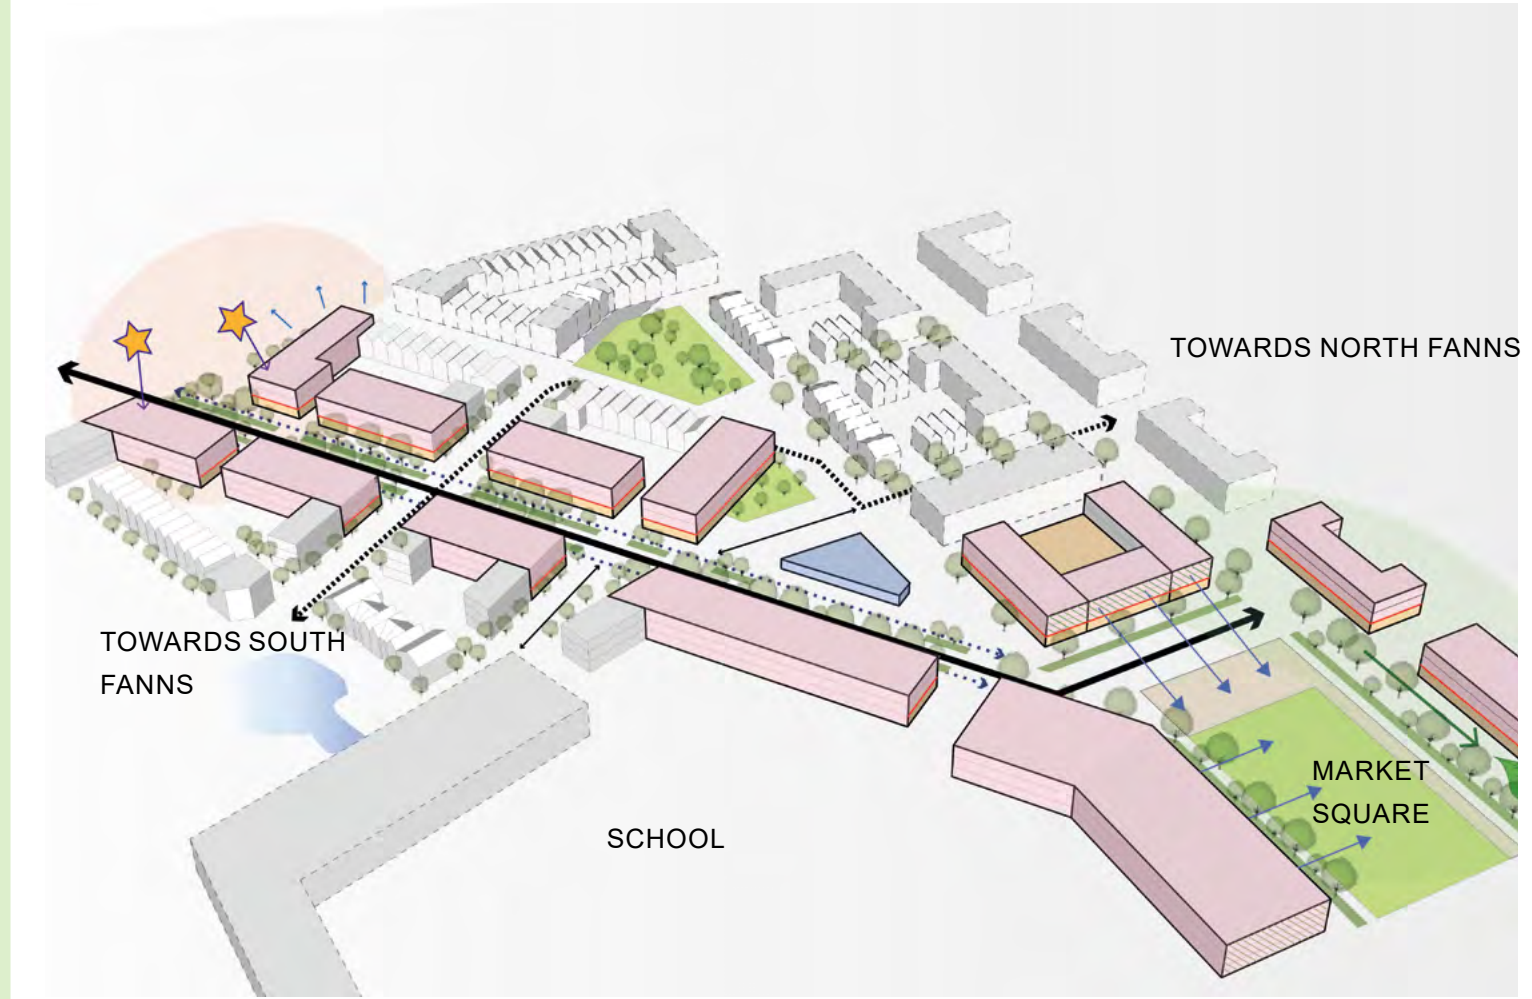 TOWARDS NORTH FANNS
TOWARDS SOUTH
FANNS
MARKET
SQUARE
SCHOOL